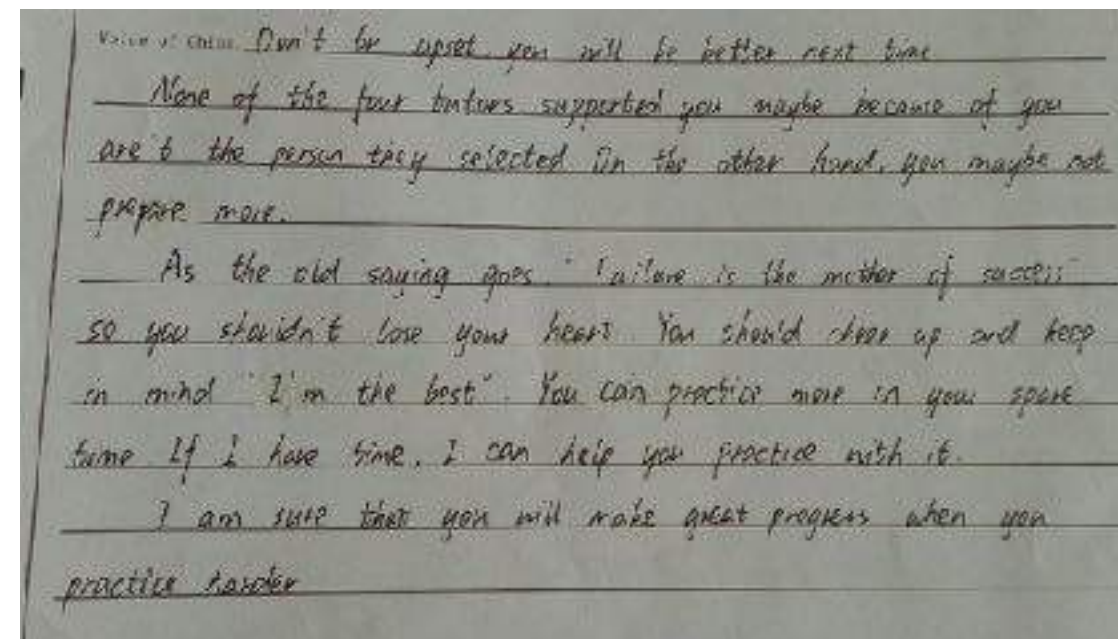 Voice of China. Don't be upset you will be better next time
None of the four tutors supported you maybe because of you
are't the person they selected On the other hand, you maybe not
prepare more.
As the old saying goes. "Failure is the mother of success"
so you shouldn't lose your heart You should cheer up and keep
in mind "I'm the best". You can practice more in your spare
time If I have time, I can help you practice with it.
I am sure that you will make great progress when you
practice harder